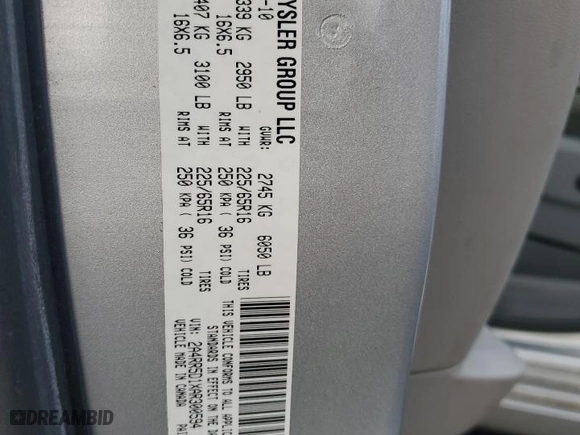 YSLER GROUP LLC
-10
GVWR: 2745 KG 6050 LB
339 KG 2950 LB WITH 225/65R16 TIRES
16X6.5 RIMS AT 250 KPA ( 36 PSI) COLD
407 KG 3100 LB WITH 225/65R16 TIRES
16X6.5 RIMS AT 250 KPA ( 36 PSI) COLD
THIS VEHICLE CONFORMS TO ALL APPLIC
STANDARDS IN EFFECT ON THE D
VIN: 2A4RR5D1XAR300594
VEHICLE MADE IN CANADA PAI
DREAMBID